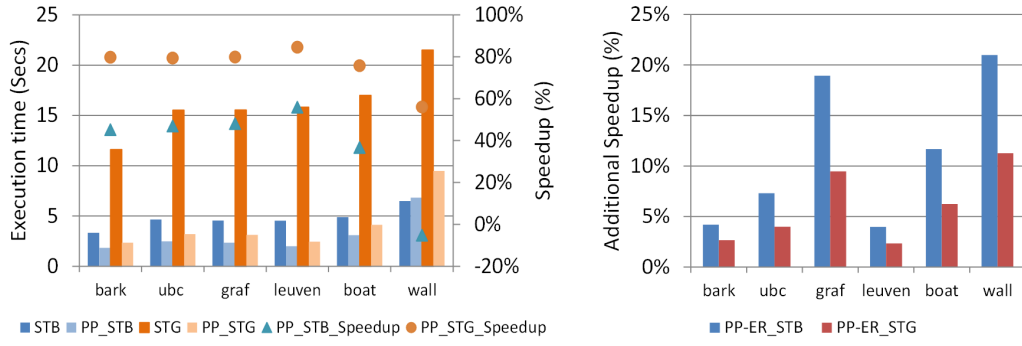 25
20
15
10
5
0
Execution time (Secs)
100%
80%
60%
40%
20%
0%
-20%
Speedup (%)
bark ubc graf leuven boat wall
STB PP_STB STG PP_STG PP_STB_Speedup PP_STG_Speedup
25%
20%
15%
10%
5%
0%
Additional Speedup (%)
bark ubc graf leuven boat wall
PP-ER_STB PP-ER_STG